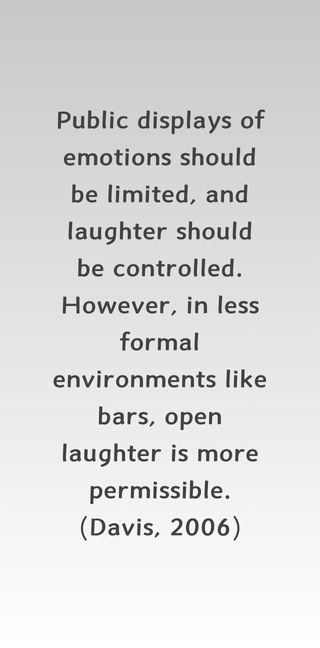 Public displays of
emotions should
be limited, and
laughter should
be controlled.
However, in less
formal
environments like
bars, open
laughter is more
permissible.
(Davis, 2006)